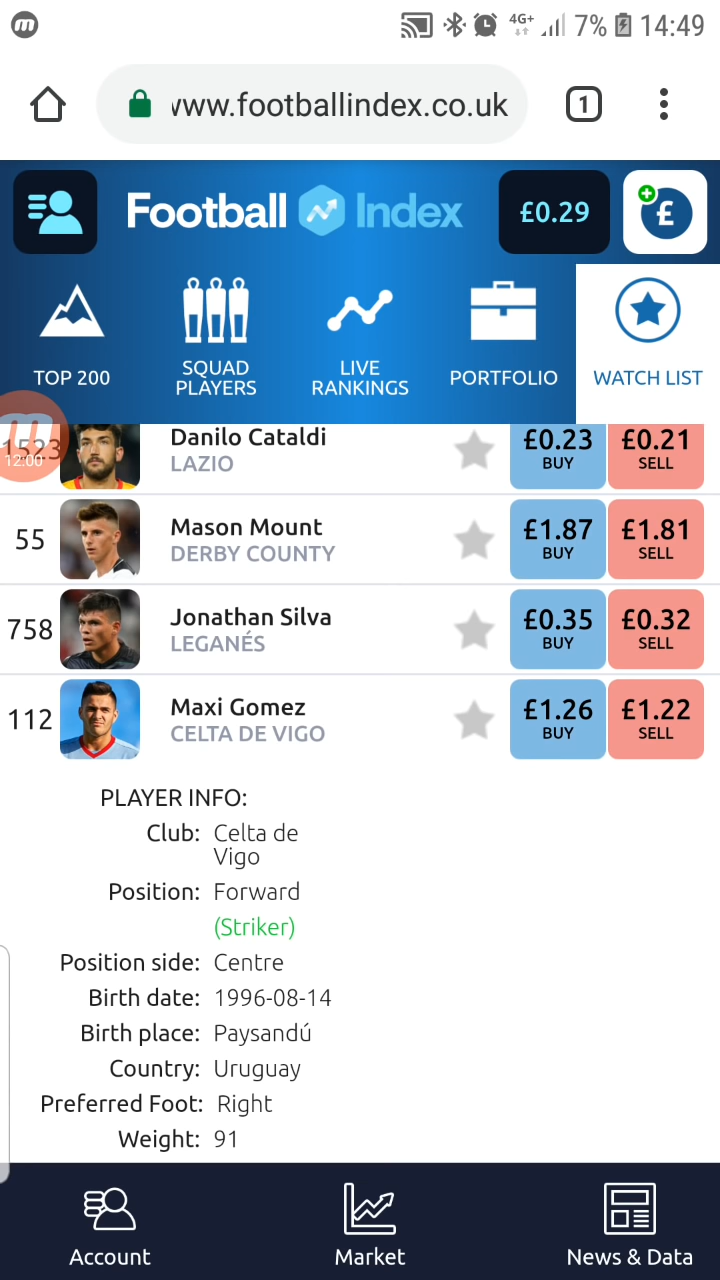 4G+ 7% 14:49
www.footballindex.co.uk 1
Football Index £0.29 £
TOP 200
SQUAD PLAYERS
LIVE RANKINGS
PORTFOLIO
WATCH LIST
1523 Danilo Cataldi £0.23 £0.21
12:00 LAZIO BUY SELL
55 Mason Mount £1.87 £1.81
DERBY COUNTY BUY SELL
758 Jonathan Silva £0.35 £0.32
LEGANÉS BUY SELL
112 Maxi Gomez £1.26 £1.22
CELTA DE VIGO BUY SELL
PLAYER INFO:
Club: Celta de
Vigo
Position: Forward
(Striker)
Position side: Centre
Birth date: 1996-08-14
Birth place: Paysandú
Country: Uruguay
Preferred Foot: Right
Weight: 91
Account Market News & Data